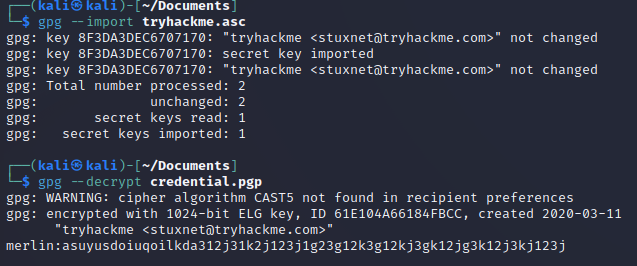 ┌──(kali㉿kali)-[~/Documents]
└─$ gpg --import tryhackme.asc
gpg: key 8F3DA3DEC6707170: "tryhackme <stuxnet@tryhackme.com>" not changed
gpg: key 8F3DA3DEC6707170: secret key imported
gpg: key 8F3DA3DEC6707170: "tryhackme <stuxnet@tryhackme.com>" not changed
gpg: Total number processed: 2
gpg:              unchanged: 2
gpg:       secret keys read: 1
gpg:   secret keys imported: 1
┌──(kali㉿kali)-[~/Documents]
└─$ gpg --decrypt credential.pgp
gpg: WARNING: cipher algorithm CAST5 not found in recipient preferences
gpg: encrypted with 1024-bit ELG key, ID 61E104A66184FBCC, created 2020-03-11
      "tryhackme <stuxnet@tryhackme.com>"
merlin:asuyusdoiuqoilkda312j31k2j123j1g23g12k3g12kj3gk12jg3k12j3kj123j